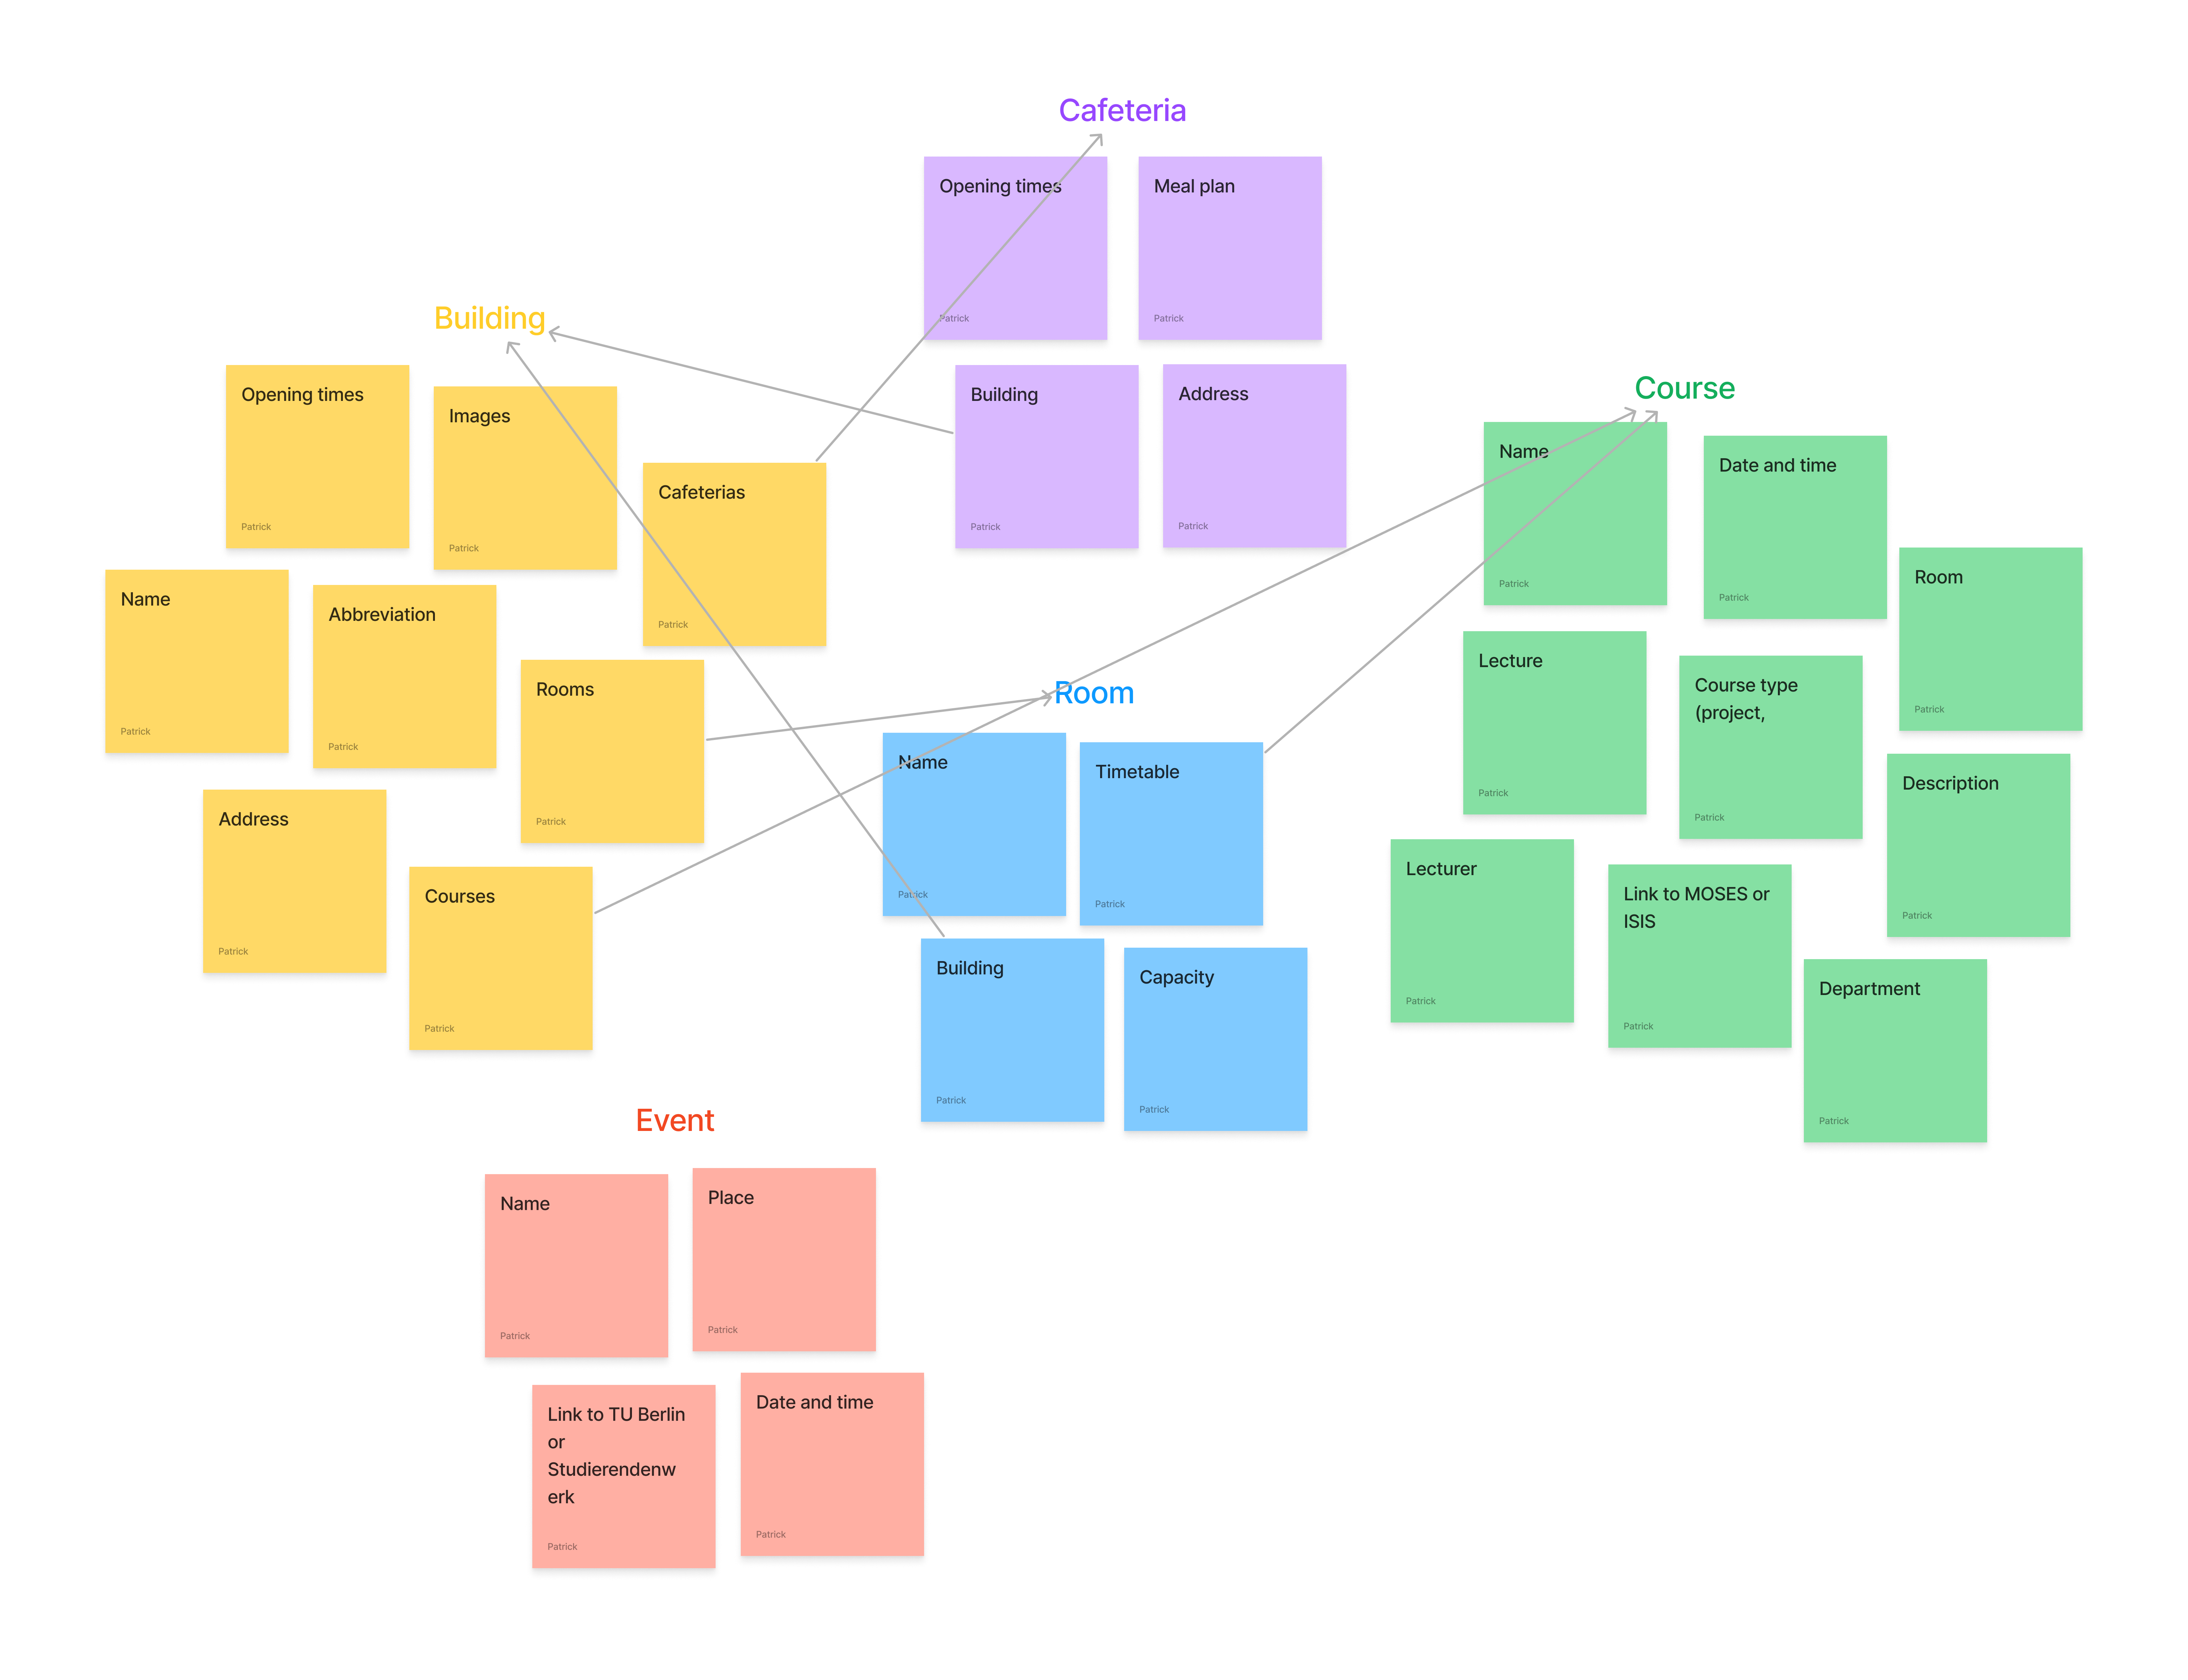 Cafeteria
Opening times
Patrick
Meal plan
Patrick
Building
Patrick
Address
Patrick
Building
Opening times
Patrick
Images
Patrick
Cafeterias
Patrick
Name
Patrick
Abbreviation
Patrick
Rooms
Patrick
Address
Patrick
Courses
Patrick
Room
Name
Patrick
Timetable
Patrick
Building
Patrick
Capacity
Patrick
Course
Name
Patrick
Date and time
Patrick
Room
Patrick
Lecture
Patrick
Course type
(project,
Patrick
Description
Patrick
Lecturer
Patrick
Link to MOSES or
ISIS
Patrick
Department
Patrick
Event
Name
Patrick
Place
Patrick
Link to TU Berlin
or
Studierendenw
erk
Patrick
Date and time
Patrick